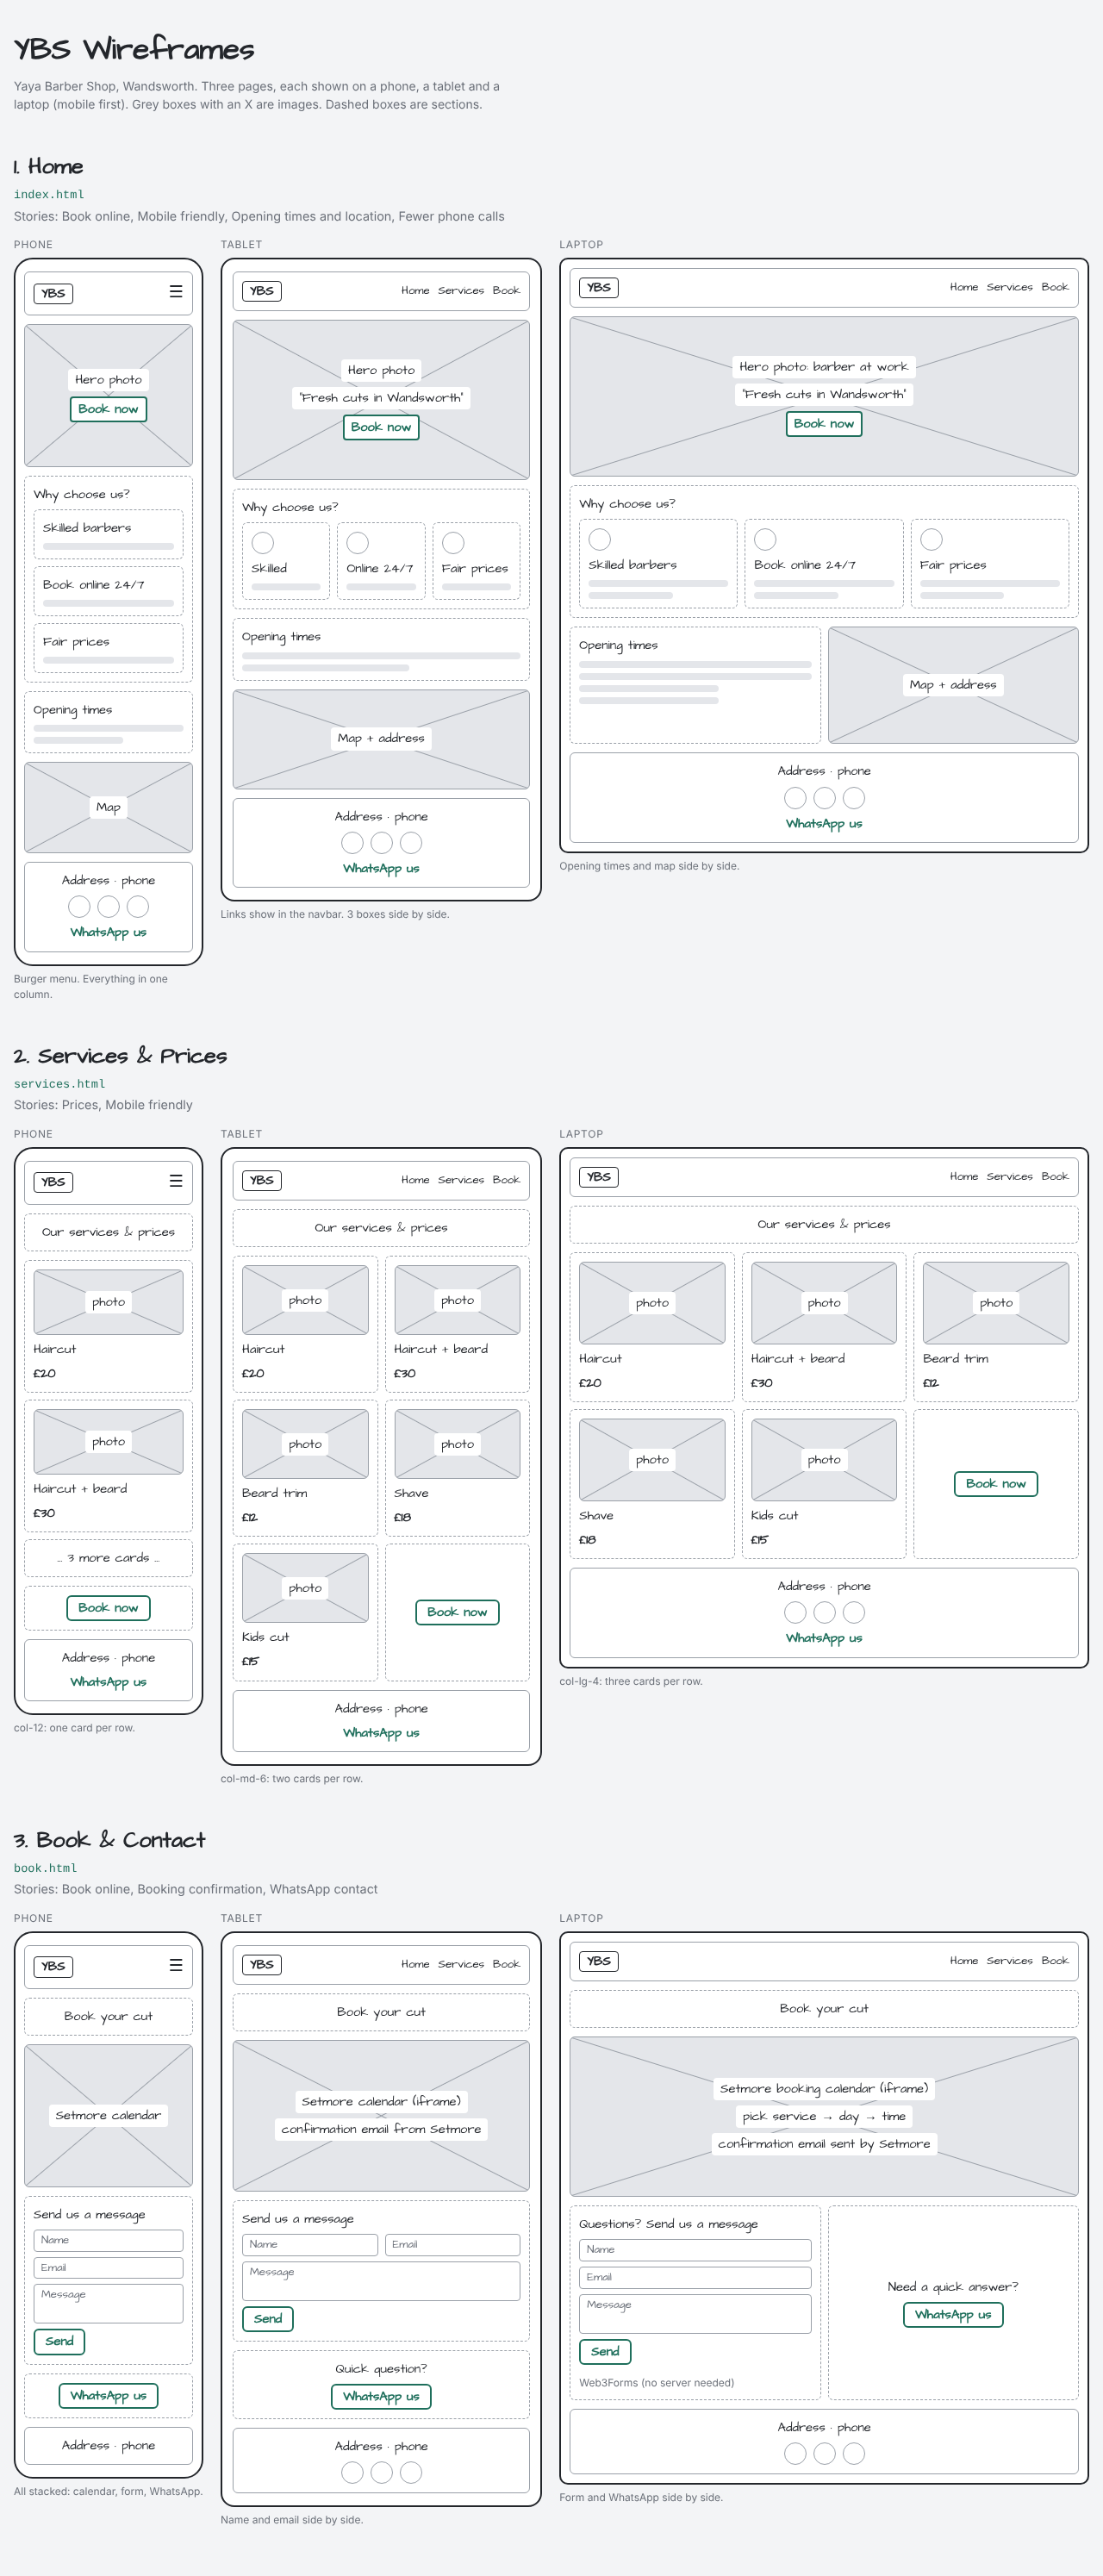 YBS Wireframes
Yaya Barber Shop, Wandsworth. Three pages, each shown on a phone, a tablet and a
laptop (mobile first). Grey boxes with an X are images. Dashed boxes are sections.
1. Home
index.html
Stories: Book online, Mobile friendly, Opening times and location, Fewer phone calls
PHONE
YBS
☰
Hero photo
Book now
Why choose us?
Skilled barbers
Book online 24/7
Fair prices
Opening times
Map
Address · phone
WhatsApp us
Burger menu. Everything in one
column.
TABLET
YBS
Home Services Book
Hero photo
"Fresh cuts in Wandsworth"
Book now
Why choose us?
Skilled
Online 24/7
Fair prices
Opening times
Map + address
Address · phone
WhatsApp us
Links show in the navbar. 3 boxes side by side.
LAPTOP
YBS
Home Services Book
Hero photo: barber at work
"Fresh cuts in Wandsworth"
Book now
Why choose us?
Skilled barbers
Book online 24/7
Fair prices
Opening times
Map + address
Address · phone
WhatsApp us
Opening times and map side by side.
2. Services & Prices
services.html
Stories: Prices, Mobile friendly
PHONE
YBS
☰
Our services & prices
photo
Haircut
£20
photo
Haircut + beard
£30
... 3 more cards ...
Book now
Address · phone
WhatsApp us
col-12: one card per row.
TABLET
YBS
Home Services Book
Our services & prices
photo
Haircut
£20
photo
Haircut + beard
£30
photo
Beard trim
£12
photo
Shave
£18
photo
Kids cut
£15
Book now
Address · phone
WhatsApp us
col-md-6: two cards per row.
LAPTOP
YBS
Home Services Book
Our services & prices
photo
Haircut
£20
photo
Haircut + beard
£30
photo
Beard trim
£12
photo
Shave
£18
photo
Kids cut
£15
Book now
Address · phone
WhatsApp us
col-lg-4: three cards per row.
3. Book & Contact
book.html
Stories: Book online, Booking confirmation, WhatsApp contact
PHONE
YBS
☰
Book your cut
Setmore calendar
Send us a message
Name
Email
Message
Send
WhatsApp us
Address · phone
All stacked: calendar, form, WhatsApp.
TABLET
YBS
Home Services Book
Book your cut
Setmore calendar (iframe)
confirmation email from Setmore
Send us a message
Name
Email
Message
Send
Quick question?
WhatsApp us
Address · phone
Name and email side by side.
LAPTOP
YBS
Home Services Book
Book your cut
Setmore booking calendar (iframe)
pick service → day → time
confirmation email sent by Setmore
Questions? Send us a message
Name
Email
Message
Send
Web3Forms (no server needed)
Need a quick answer?
WhatsApp us
Address · phone
Form and WhatsApp side by side.